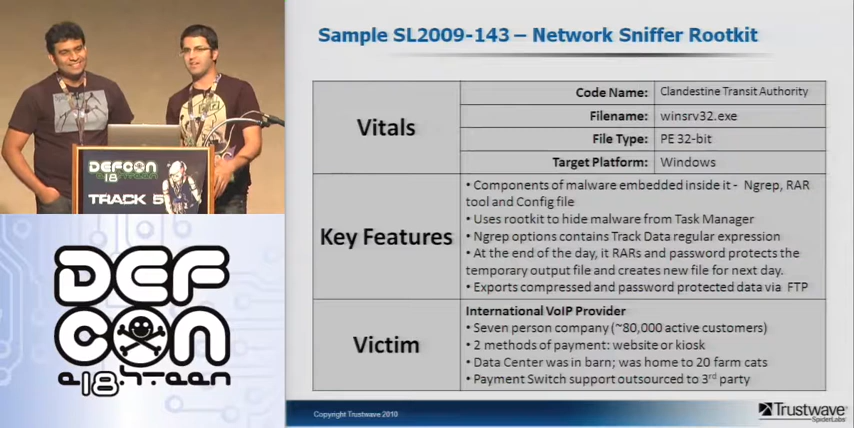 Sample SL2009-143 – Network Sniffer Rootkit
DEFCON
18
TRACK 5
DEF
CON
Vitals
Code Name: Clandestine Transit Authority
Filename: winsrv32.exe
File Type: PE 32-bit
Target Platform: Windows
Key Features
• Components of malware embedded inside it - Ngrep, RAR
tool and Config file
• Uses rootkit to hide malware from Task Manager
• Ngrep options contains Track Data regular expression
• At the end of the day, it RARs and password protects the
temporary output file and creates new file for next day.
• Exports compressed and password protected data via FTP
Victim
International VoIP Provider
• Seven person company (~80,000 active customers)
• 2 methods of payment: website or kiosk
• Data Center was in barn; was home to 20 farm cats
• Payment Switch support outsourced to 3rd party
Copyright Trustwave 2010
Trustwave
SpiderLabs